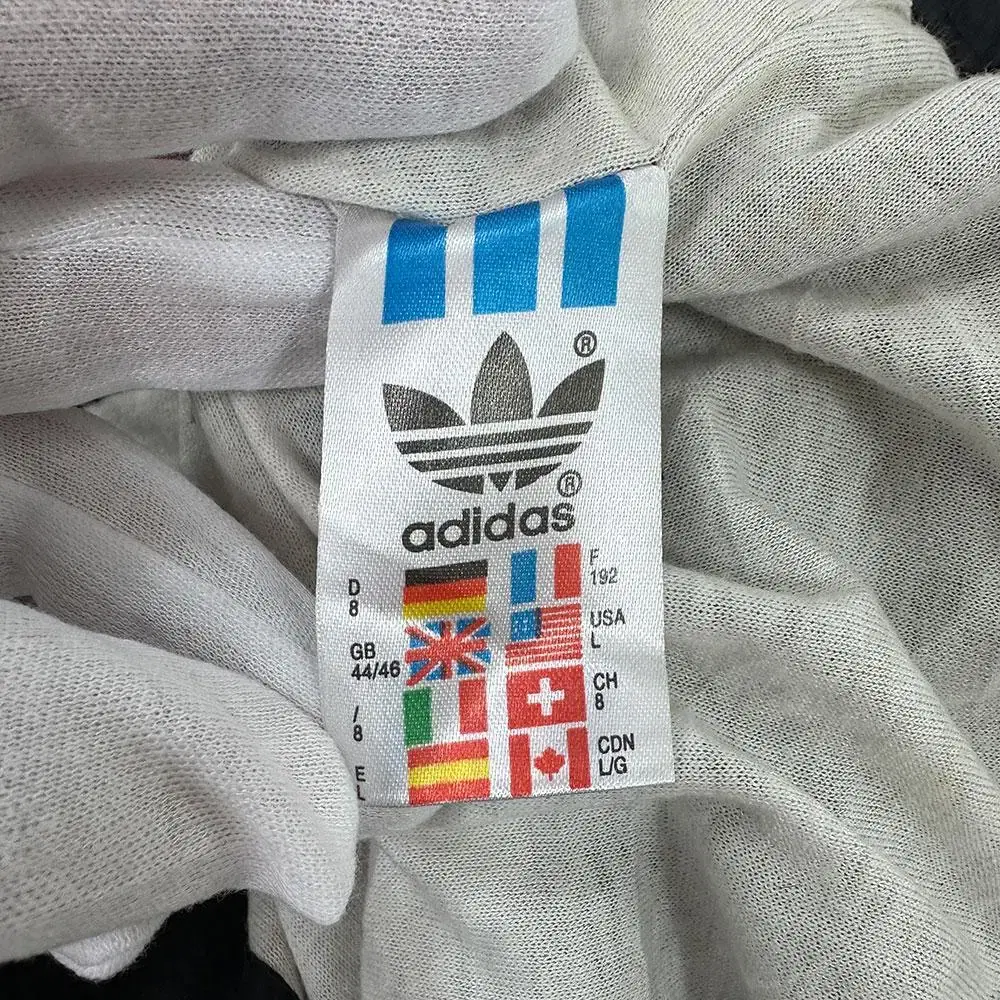 ®
®
adidas
D
8
F
192
GB
44/46
USA
L
I
8
CH
8
E
L
CDN
L/G